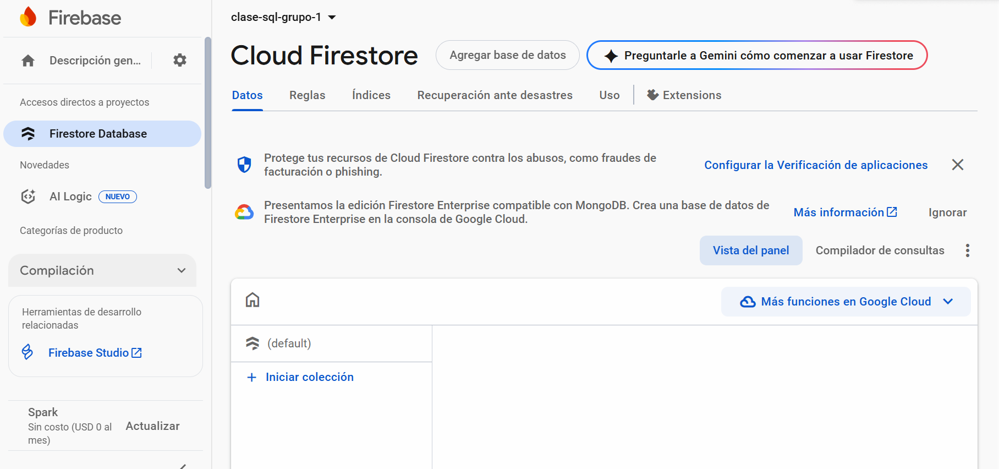 Firebase
Descripción gen...
Accesos directos a proyectos
Firestore Database
Novedades
AI Logic NUEVO
Categorías de producto
Compilación
Herramientas de desarrollo
relacionadas
Firebase Studio
Spark
Sin costo (USD 0 al
mes)
Actualizar
clase-sql-grupo-1
Cloud Firestore
Agregar base de datos
Preguntarle a Gemini cómo comenzar a usar Firestore
Datos
Reglas
Índices
Recuperación ante desastres
Uso
Extensions
Protege tus recursos de Cloud Firestore contra los abusos, como fraudes de
facturación o phishing.
Configurar la Verificación de aplicaciones
Presentamos la edición Firestore Enterprise compatible con MongoDB. Crea una base de datos de
Firestore Enterprise en la consola de Google Cloud.
Más información
Ignorar
Vista del panel
Compilador de consultas
Más funciones en Google Cloud
(default)
+ Iniciar colección